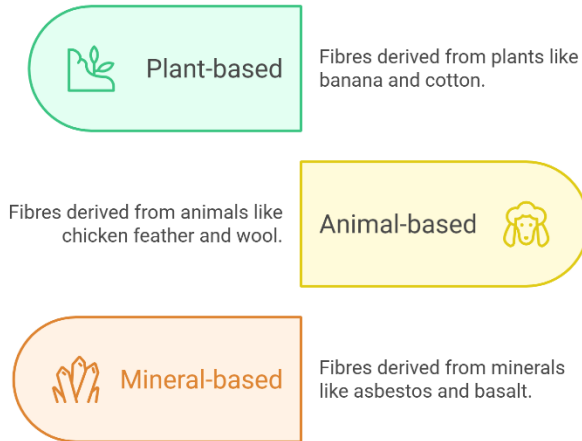 Plant-based
Fibres derived from plants like
banana and cotton.
Fibres derived from animals like
chicken feather and wool.
Animal-based
Mineral-based
Fibres derived from minerals
like asbestos and basalt.